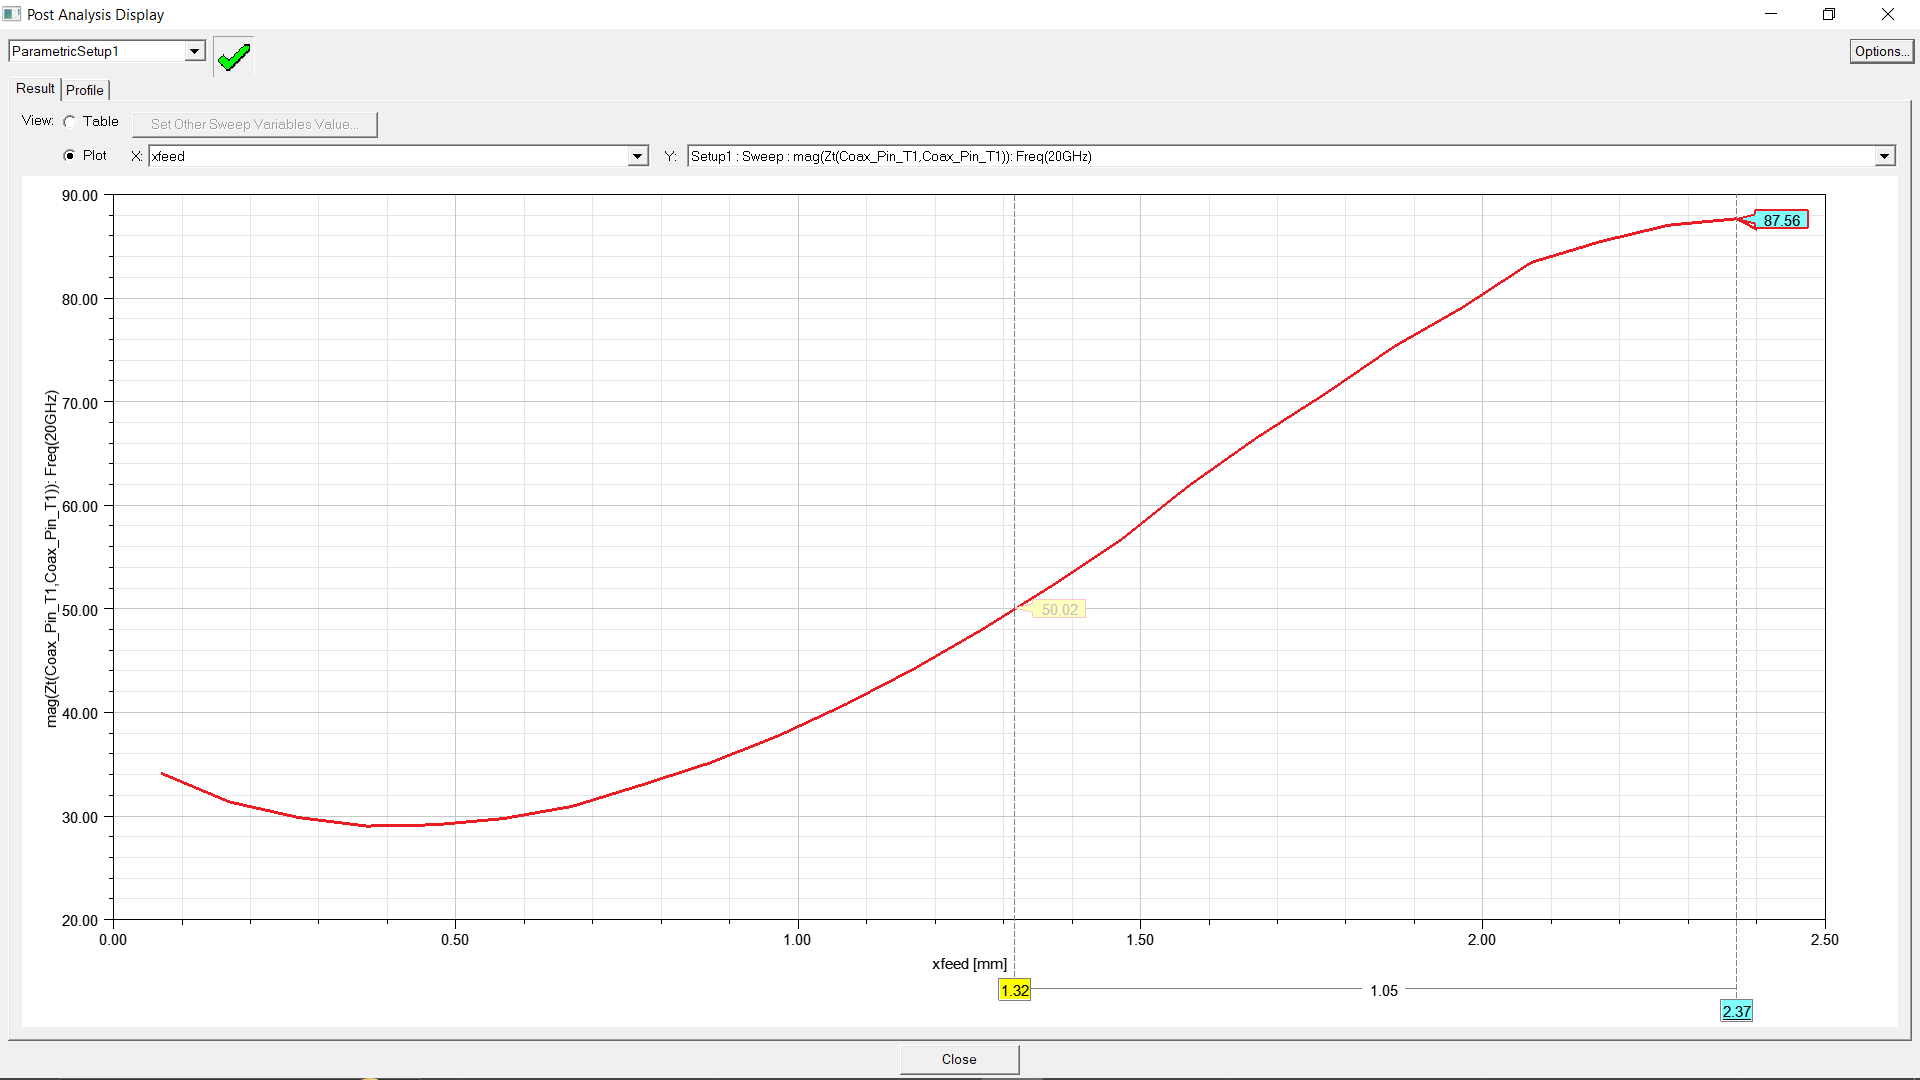 Post Analysis Display
ParametricSetup1
Options...
Result
Profile
View:
Table
Set Other Sweep Variables Value...
Plot
X:
xfeed
Y:
Setup1 : Sweep : mag(Zt(Coax_Pin_T1,Coax_Pin_T1)): Freq(20GHz)
90.00
80.00
70.00
60.00
50.00
40.00
30.00
20.00
mag(Zt(Coax_Pin_T1,Coax_Pin_T1)): Freq(20GHz)
87.56
50.02
0.00
0.50
1.00
1.50
2.00
2.50
xfeed [mm]
1.32
1.05
2.37
Close